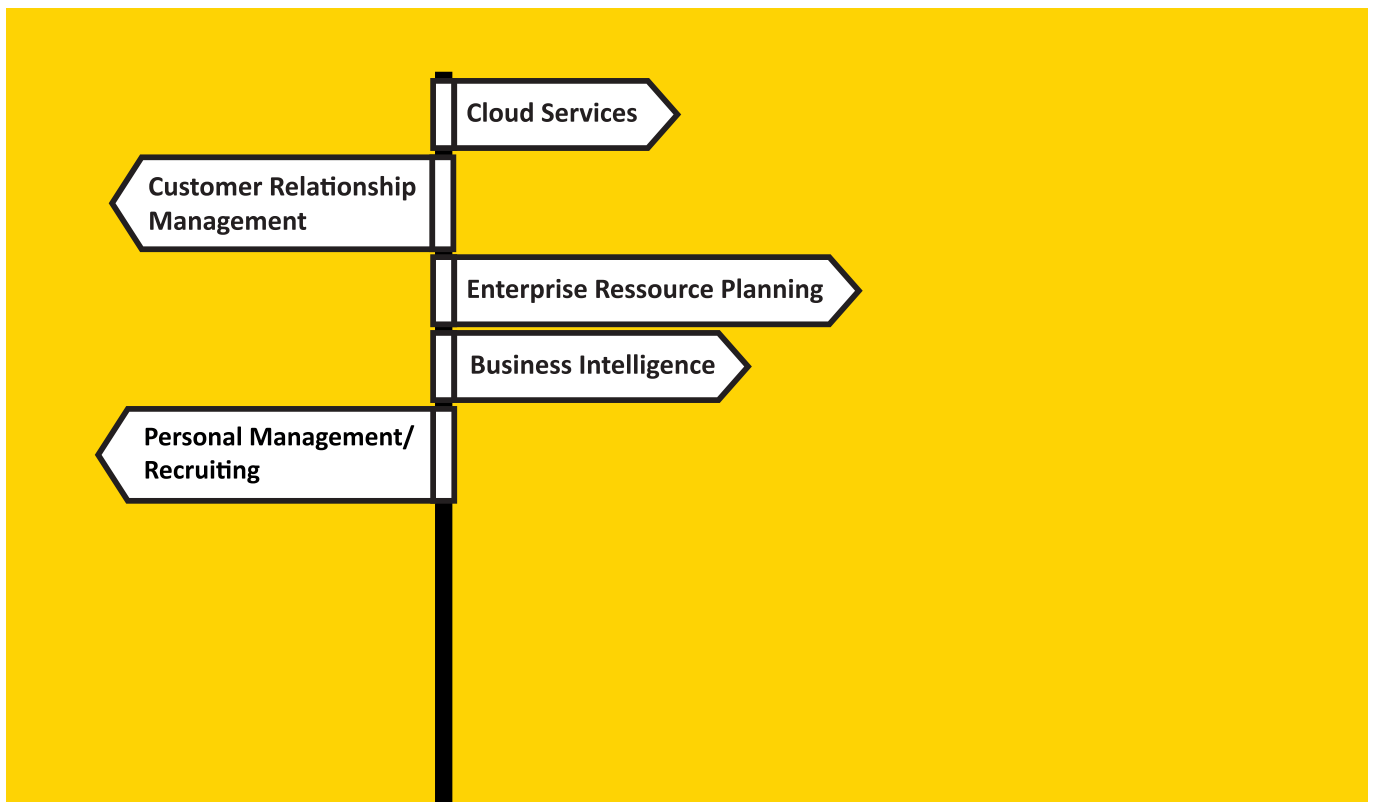 Cloud Services
Customer Relationship
Management
Enterprise Ressource Planning
Business Intelligence
Personal Management/
Recruiting